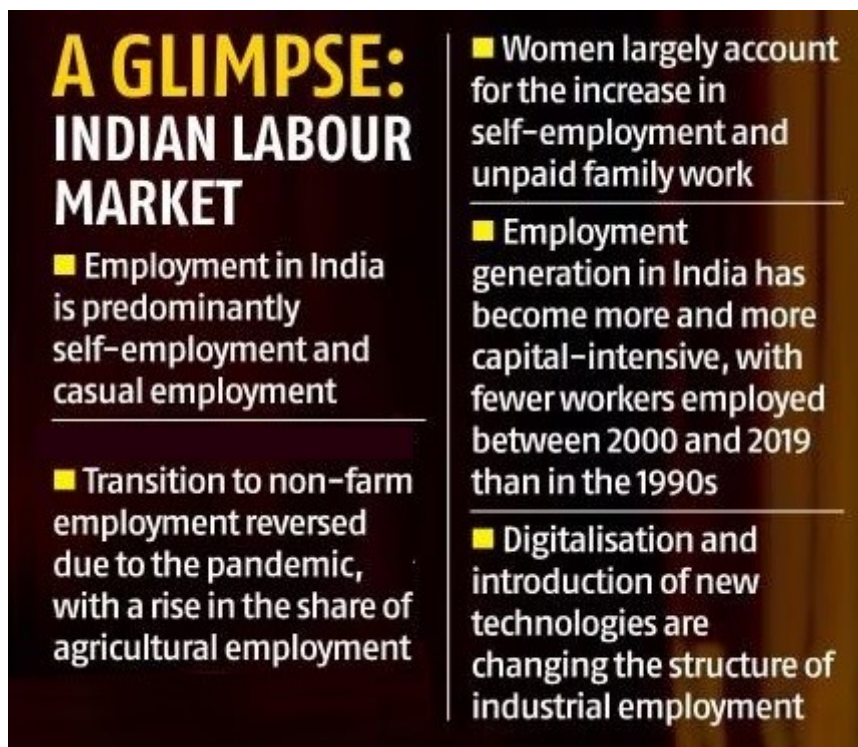 A GLIMPSE:
INDIAN LABOUR
MARKET
■ Employment in India
is predominantly
self-employment and
casual employment
■ Transition to non-farm
employment reversed
due to the pandemic,
with a rise in the share of
agricultural employment
■ Women largely account
for the increase in
self-employment and
unpaid family work
■ Employment
generation in India has
become more and more
capital-intensive, with
fewer workers employed
between 2000 and 2019
than in the 1990s
■ Digitalisation and
introduction of new
technologies are
changing the structure of
industrial employment